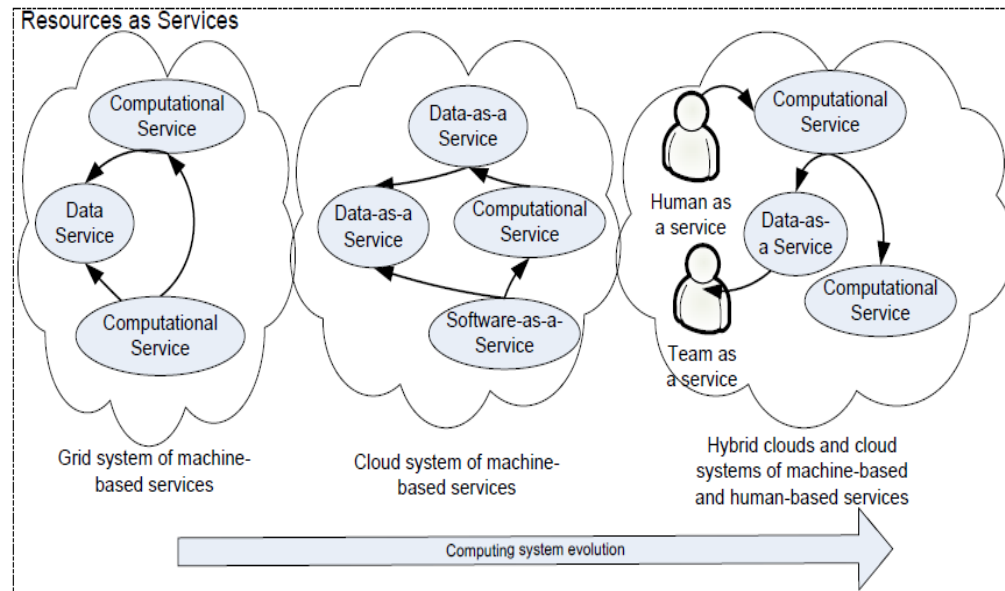 Resources as Services
Computational
Service
Data
Service
Computational
Service
Grid system of machine-
based services
Data-as-a
Service
Data-as-a
Service
Computational
Service
Software-as-a-
Service
Cloud system of machine-
based services
Computational
Service
Human as
a service
Data-as-
a Service
Computational
Service
Team as
a service
Hybrid clouds and cloud
systems of machine-based
and human-based services
Computing system evolution